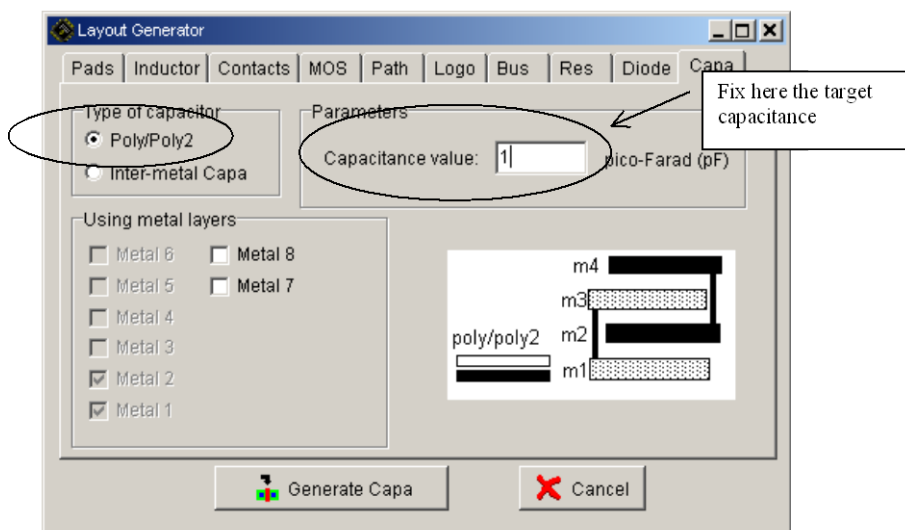 Layout Generator
Pads Inductor Contacts MOS Path Logo Bus Res Diode Capa
Fix here the target
capacitance
Type of capacitor
Poly/Poly2
Inter-metal Capa
Parameters
Capacitance value: 1 pico-Farad (pF)
Using metal layers
Metal 6 Metal 8
Metal 5 Metal 7
Metal 4
Metal 3
Metal 2
Metal 1
m4
m3
poly/poly2 m2
m1
Generate Capa Cancel